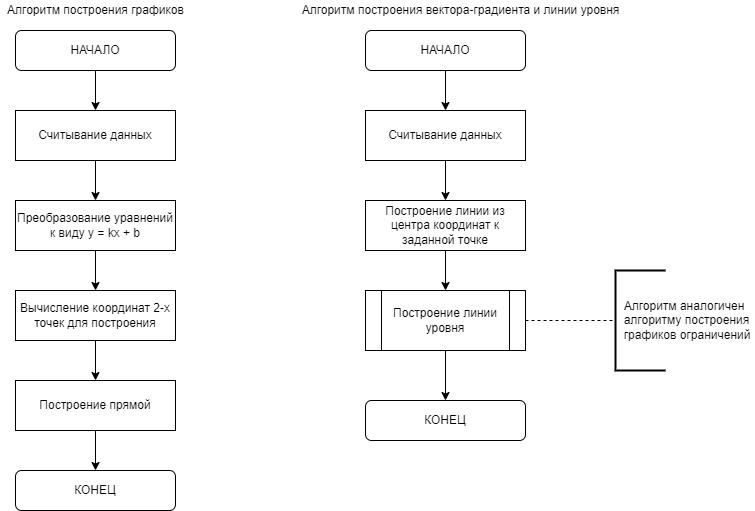 Алгоритм построения графиков
НАЧАЛО
Считывание данных
Преобразование уравнений
к виду y = kx + b
Вычисление координат 2-х
точек для построения
Построение прямой
КОНЕЦ
Алгоритм построения вектора-градиента и линии уровня
НАЧАЛО
Считывание данных
Построение линии из
центра координат к
заданной точке
Построение линии
уровня
Алгоритм аналогичен
алгоритму построения
графиков ограничений
КОНЕЦ